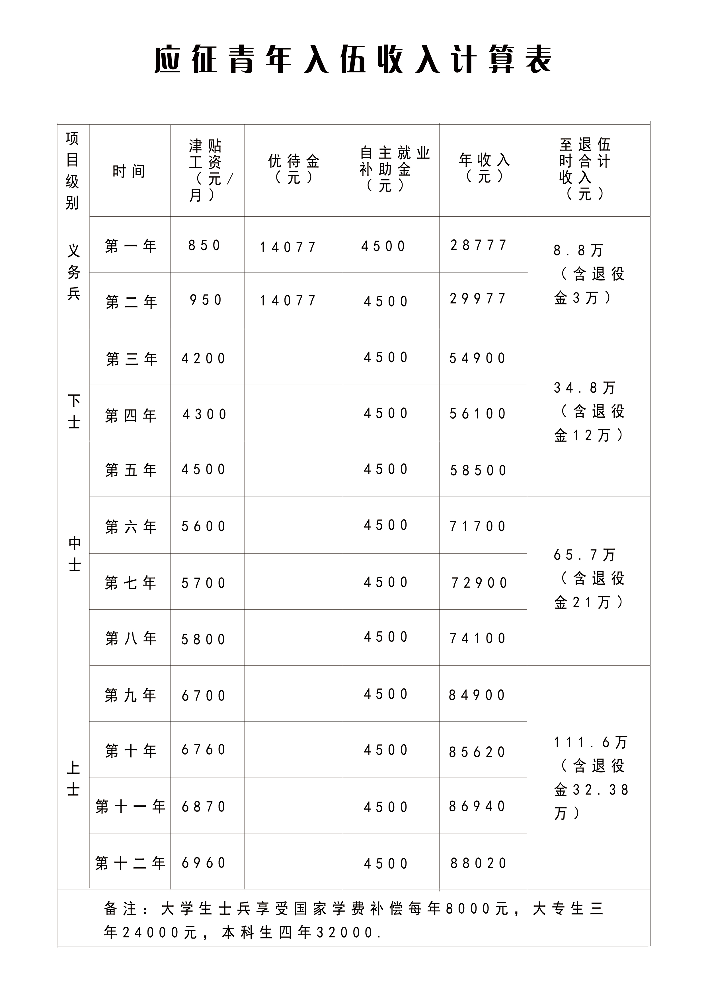 应征青年入伍收入计算表
项目级别 时间 津贴工资（元/月） 优待金（元） 自主就业补助金（元） 年收入（元） 至退伍时合计收入（元）
义务兵 第一年 850 14077 4500 28777 8.8万（含退役金3万）
第二年 950 14077 4500 29977
下士 第三年 4200 4500 54900 34.8万（含退役金12万）
第四年 4300 4500 56100
第五年 4500 4500 58500
中士 第六年 5600 4500 71700 65.7万（含退役金21万）
第七年 5700 4500 72900
第八年 5800 4500 74100
上士 第九年 6700 4500 84900 111.6万（含退役金32.38万）
第十年 6760 4500 85620
第十一年 6870 4500 86940
第十二年 6960 4500 88020
备注：大学生士兵享受国家学费补偿每年8000元，大专生三
年24000元，本科生四年32000.